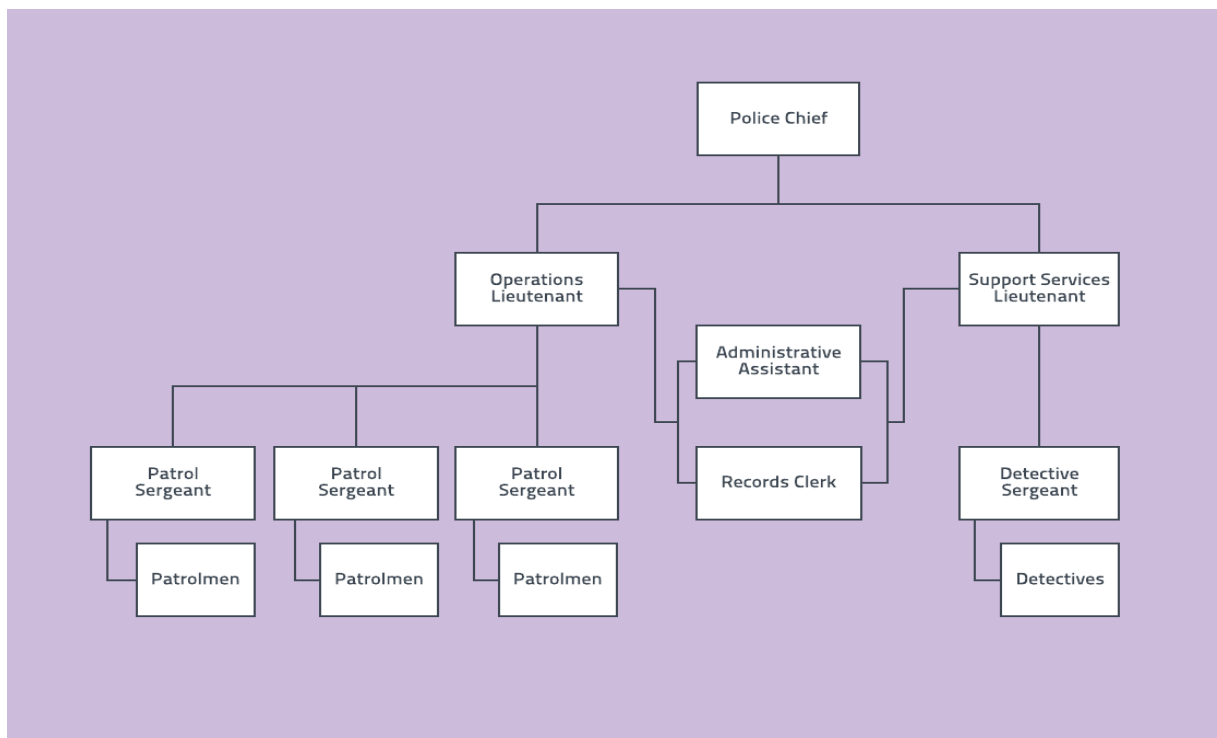 Police Chief
Operations
Lieutenant
Support Services
Lieutenant
Administrative
Assistant
Patrol
Sergeant
Patrol
Sergeant
Patrol
Sergeant
Records Clerk
Detective
Sergeant
Patrolmen
Patrolmen
Patrolmen
Detectives